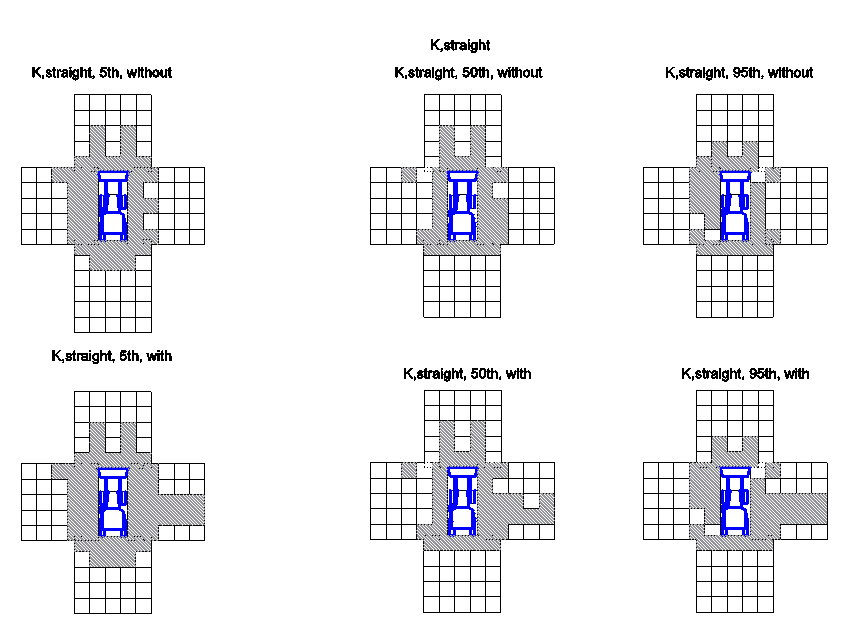 K,straight
K,straight, 5th, without
K,straight, 50th, without
K,straight, 95th, without
K,straight, 5th, with
K,straight, 50th, with
K,straight, 95th, with